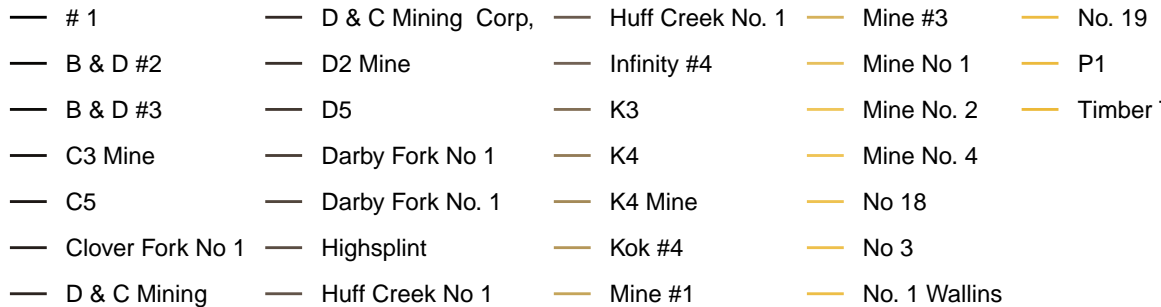 # 1
B & D #2
B & D #3
C3 Mine
C5
Clover Fork No 1
D & C Mining
D & C Mining Corp,
D2 Mine
D5
Darby Fork No 1
Darby Fork No. 1
Highsplint
Huff Creek No 1
Huff Creek No. 1
Infinity #4
K3
K4
K4 Mine
Kok #4
Mine #1
Mine #3
Mine No 1
Mine No. 2
Mine No. 4
No 18
No 3
No. 1 Wallins
No. 19
P1
Timber